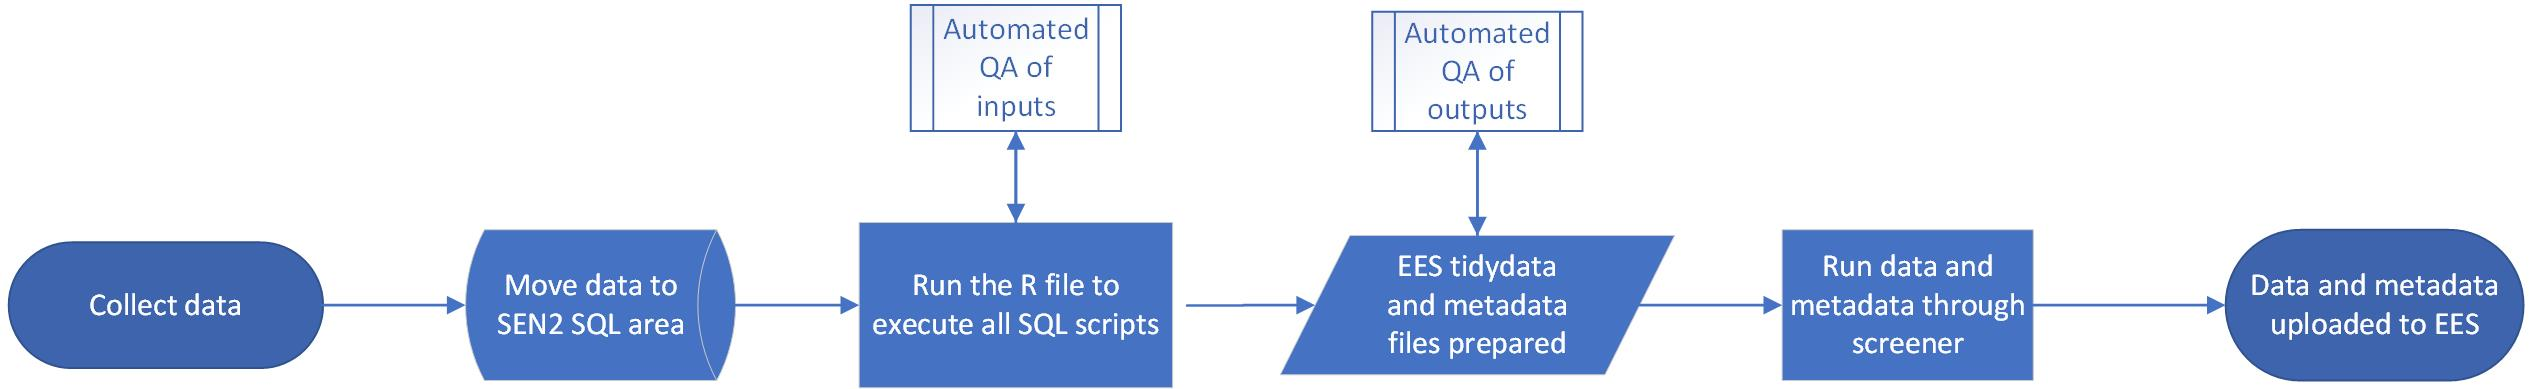 Automated
QA of
inputs
Automated
QA of
outputs
Collect data
Move data to
SEN2 SQL area
Run the R file to
execute all SQL scripts
EES tidydata
and metadata
files prepared
Run data and
metadata through
screener
Data and metadata
uploaded to EES